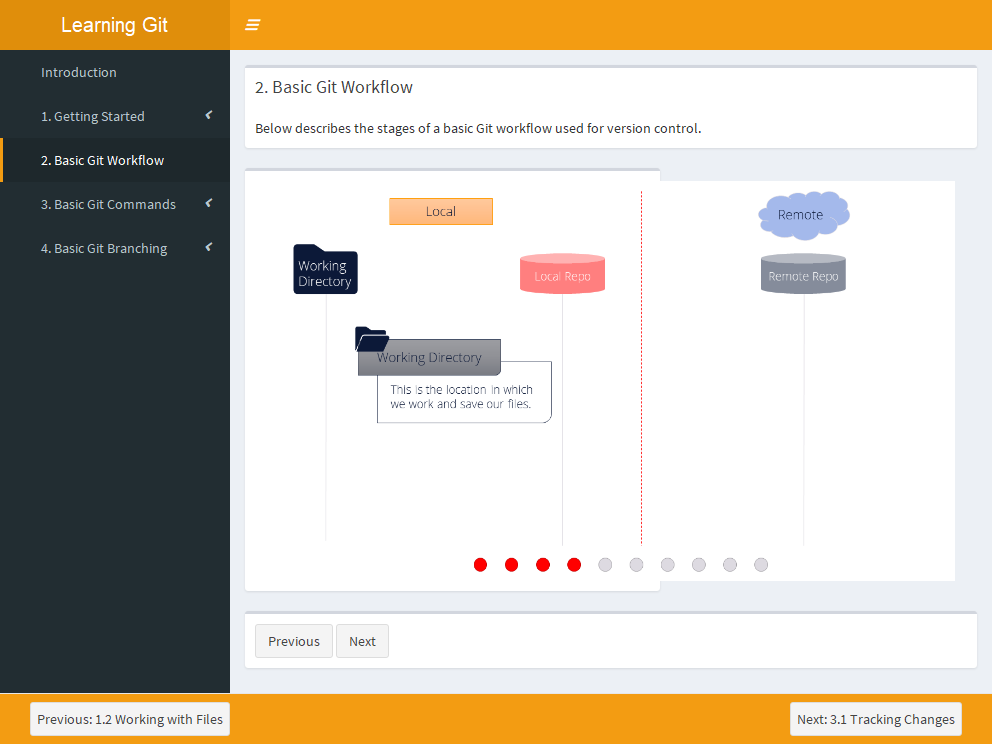 Learning Git
Introduction
1. Getting Started
2. Basic Git Workflow
3. Basic Git Commands
4. Basic Git Branching
2. Basic Git Workflow
Below describes the stages of a basic Git workflow used for version control.
Local
Remote
Working
Directory
Local Repo
Remote Repo
Working Directory
This is the location in which
we work and save our files.
Previous
Next
Previous: 1.2 Working with Files
Next: 3.1 Tracking Changes